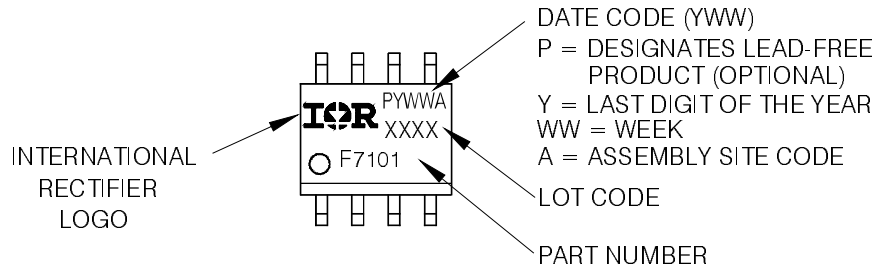 DATE CODE (YWW)
P = DESIGNATES LEAD-FREE
PRODUCT (OPTIONAL)
Y = LAST DIGIT OF THE YEAR
WW = WEEK
A = ASSEMBLY SITE CODE
LOT CODE
PART NUMBER
INTERNATIONAL
RECTIFIER
LOGO
IOR
PYWWA
XXXX
F7101